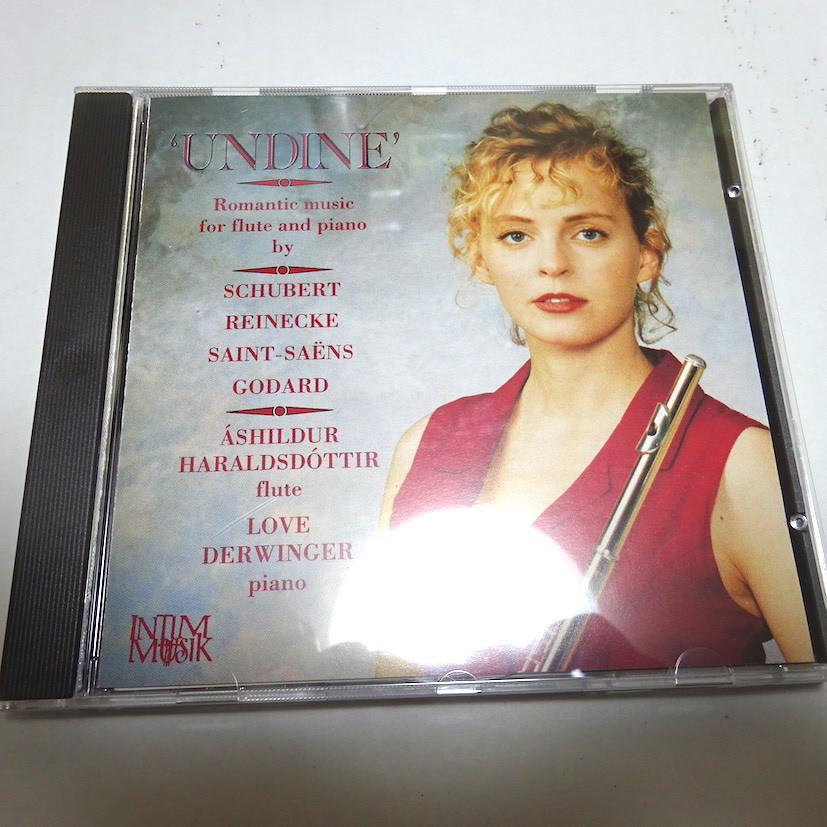 ‘UNDINE’
Romantic music
for flute and piano
by
SCHUBERT
REINECKE
SAINT-SAËNS
GODARD
ÁSHILDUR
HARALDSDÓTTIR
flute
LOVE
DERWINGER
piano
INTIM
MUSIK